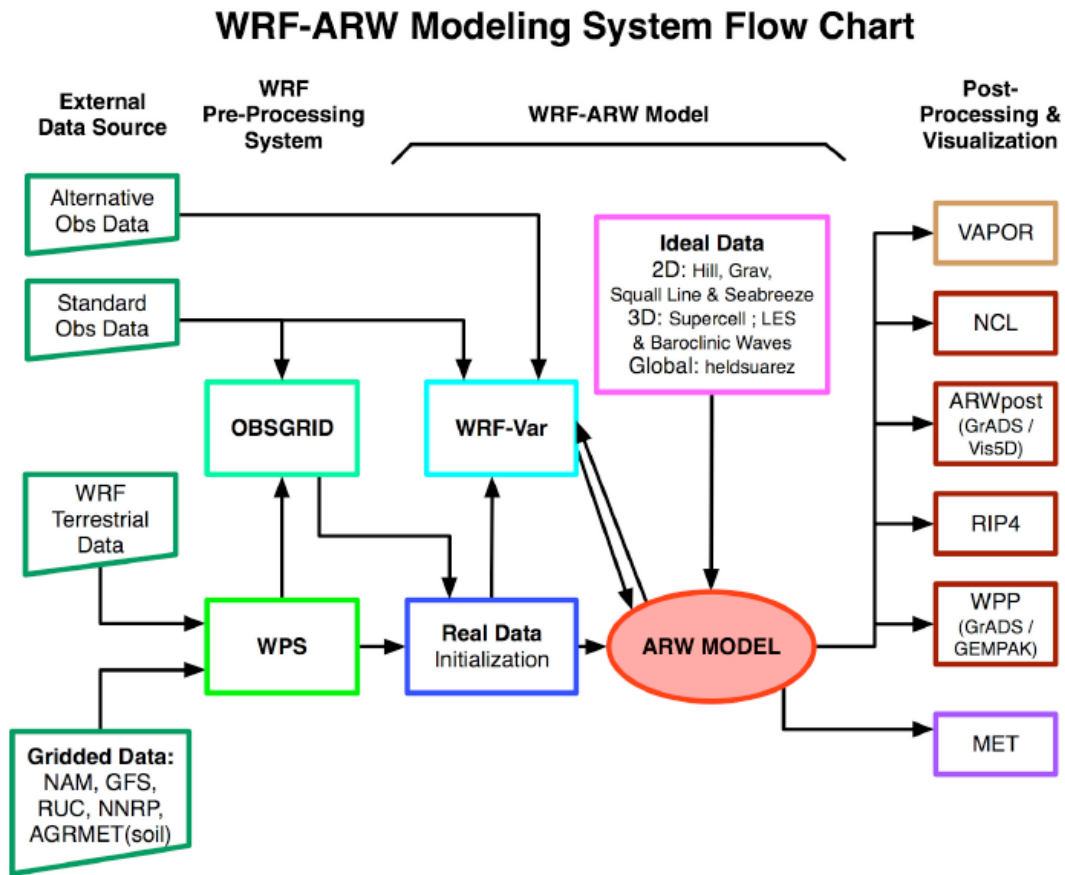 WRF-ARW Modeling System Flow Chart
External
Data Source
WRF
Pre-Processing
System
WRF-ARW Model
Post-
Processing &
Visualization
Alternative
Obs Data
Standard
Obs Data
WRF
Terrestrial
Data
Gridded Data:
NAM, GFS,
RUC, NNRP,
AGRMET(soil)
OBSGRID
WPS
WRF-Var
Real Data
Initialization
Ideal Data
2D: Hill, Grav,
Squall Line & Seabreeze
3D: Supercell ; LES
& Baroclinic Waves
Global: heldsuarez
ARW MODEL
VAPOR
NCL
ARWpost
(GrADS /
Vis5D)
RIP4
WPP
(GrADS /
GEMPAK)
MET